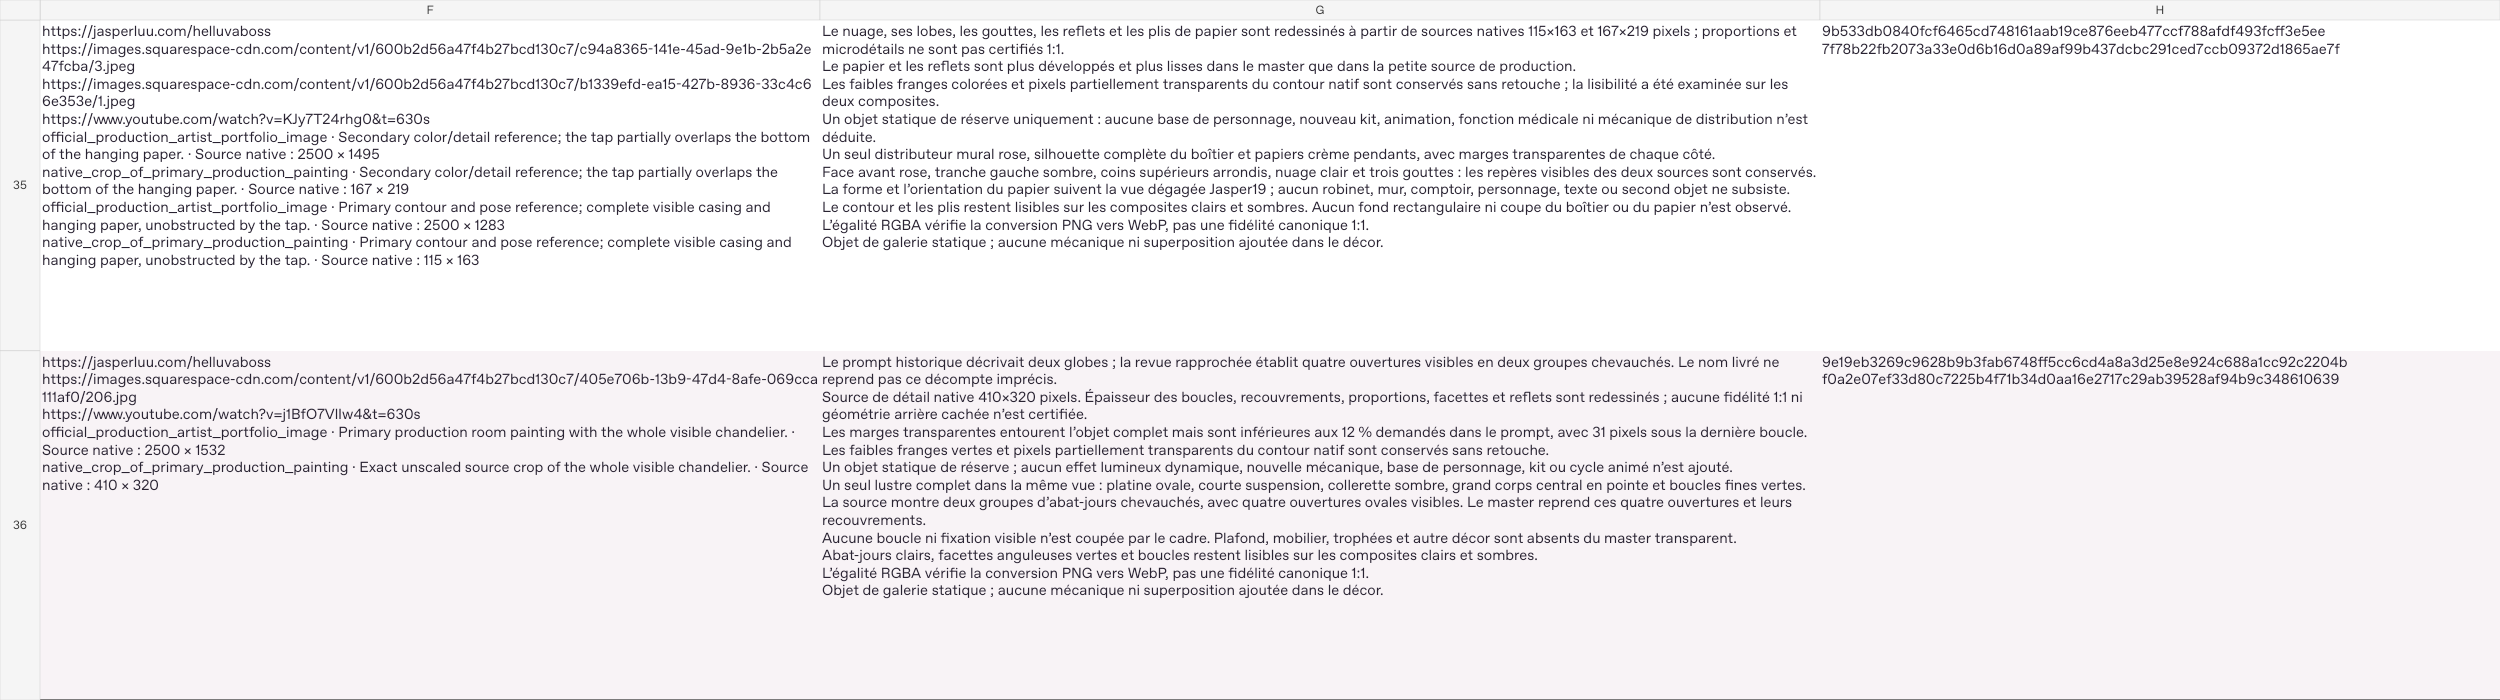 F
G
H
35
https://jasperluu.com/helluvaboss
https://images.squarespace-cdn.com/content/v1/600b2d56a47f4b27bcd130c7/c94a8365-141e-45ad-9e1b-2b5a2e
47fcba/3.jpeg
https://images.squarespace-cdn.com/content/v1/600b2d56a47f4b27bcd130c7/b1339efd-ea15-427b-8936-33c4c6
6e353e/1.jpeg
https://www.youtube.com/watch?v=KJy7T24rhg0&t=630s
official_production_artist_portfolio_image · Secondary color/detail reference; the tap partially overlaps the bottom
of the hanging paper. · Source native : 2500 × 1495
native_crop_of_primary_production_painting · Secondary color/detail reference; the tap partially overlaps the
bottom of the hanging paper. · Source native : 167 × 219
official_production_artist_portfolio_image · Primary contour and pose reference; complete visible casing and
hanging paper, unobstructed by the tap. · Source native : 2500 × 1283
native_crop_of_primary_production_painting · Primary contour and pose reference; complete visible casing and
hanging paper, unobstructed by the tap. · Source native : 115 × 163
Le nuage, ses lobes, les gouttes, les reflets et les plis de papier sont redessinés à partir de sources natives 115×163 et 167×219 pixels ; proportions et
microdétails ne sont pas certifiés 1:1.
Le papier et les reflets sont plus développés et plus lisses dans le master que dans la petite source de production.
Les faibles franges colorées et pixels partiellement transparents du contour natif sont conservés sans retouche ; la lisibilité a été examinée sur les
deux composites.
Un objet statique de réserve uniquement : aucune base de personnage, nouveau kit, animation, fonction médicale ni mécanique de distribution n’est
déduite.
Un seul distributeur mural rose, silhouette complète du boîtier et papiers crème pendants, avec marges transparentes de chaque côté.
Face avant rose, tranche gauche sombre, coins supérieurs arrondis, nuage clair et trois gouttes : les repères visibles des deux sources sont conservés.
La forme et l’orientation du papier suivent la vue dégagée Jasper19 ; aucun robinet, mur, comptoir, personnage, texte ou second objet ne subsiste.
Le contour et les plis restent lisibles sur les composites clairs et sombres. Aucun fond rectangulaire ni coupe du boîtier ou du papier n’est observé.
L’égalité RGBA vérifie la conversion PNG vers WebP, pas une fidélité canonique 1:1.
Objet de galerie statique ; aucune mécanique ni superposition ajoutée dans le décor.
9b533db0840fcf6465cd748161aab19ce876eeb477ccf788afdf493fcff3e5ee
7f78b22fb2073a33e0d6b16d0a89af99b437dcbc291ced7ccb09372d1865ae7f
36
https://jasperluu.com/helluvaboss
https://images.squarespace-cdn.com/content/v1/600b2d56a47f4b27bcd130c7/405e706b-13b9-47d4-8afe-069cca
111af0/206.jpg
https://www.youtube.com/watch?v=j1BfO7VlIw4&t=630s
official_production_artist_portfolio_image · Primary production room painting with the whole visible chandelier. ·
Source native : 2500 × 1532
native_crop_of_primary_production_painting · Exact unscaled source crop of the whole visible chandelier. · Source
native : 410 × 320
Le prompt historique décrivait deux globes ; la revue rapprochée établit quatre ouvertures visibles en deux groupes chevauchés. Le nom livré ne
reprend pas ce décompte imprécis.
Source de détail native 410×320 pixels. Épaisseur des boucles, recouvrements, proportions, facettes et reflets sont redessinés ; aucune fidélité 1:1 ni
géométrie arrière cachée n’est certifiée.
Les marges transparentes entourent l’objet complet mais sont inférieures aux 12 % demandés dans le prompt, avec 31 pixels sous la dernière boucle.
Les faibles franges vertes et pixels partiellement transparents du contour natif sont conservés sans retouche.
Un objet statique de réserve ; aucun effet lumineux dynamique, nouvelle mécanique, base de personnage, kit ou cycle animé n’est ajouté.
Un seul lustre complet dans la même vue : platine ovale, courte suspension, collerette sombre, grand corps central en pointe et boucles fines vertes.
La source montre deux groupes d’abat-jours chevauchés, avec quatre ouvertures ovales visibles. Le master reprend ces quatre ouvertures et leurs
recouvrements.
Aucune boucle ni fixation visible n’est coupée par le cadre. Plafond, mobilier, trophées et autre décor sont absents du master transparent.
Abat-jours clairs, facettes anguleuses vertes et boucles restent lisibles sur les composites clairs et sombres.
L’égalité RGBA vérifie la conversion PNG vers WebP, pas une fidélité canonique 1:1.
Objet de galerie statique ; aucune mécanique ni superposition ajoutée dans le décor.
9e19eb3269c9628b9b3fab6748ff5cc6cd4a8a3d25e8e924c688a1cc92c2204b
f0a2e07ef33d80c7225b4f71b34d0aa16e2717c29ab39528af94b9c348610639